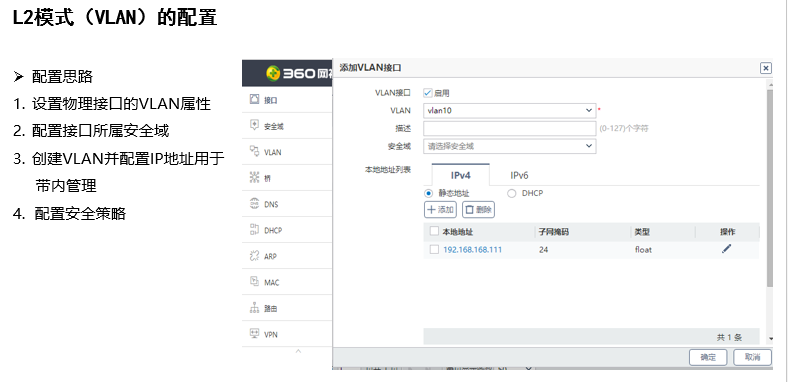 L2模式（VLAN）的配置
➢ 配置思路
1. 设置物理接口的VLAN属性
2. 配置接口所属安全域
3. 创建VLAN并配置IP地址用于
带内管理
4. 配置安全策略
360网
接口
安全域
VLAN
桥
DNS
DHCP
ARP
MAC
路由
VPN
添加VLAN接口
VLAN接口 启用
VLAN vlan10 *
描述 (0-127)个字符
安全域 请选择安全域
本地地址列表 IPv4 IPv6
静态地址 DHCP
添加 删除
本地地址 子网掩码 类型 操作
192.168.168.111 24 float
共 1 条
确定 取消